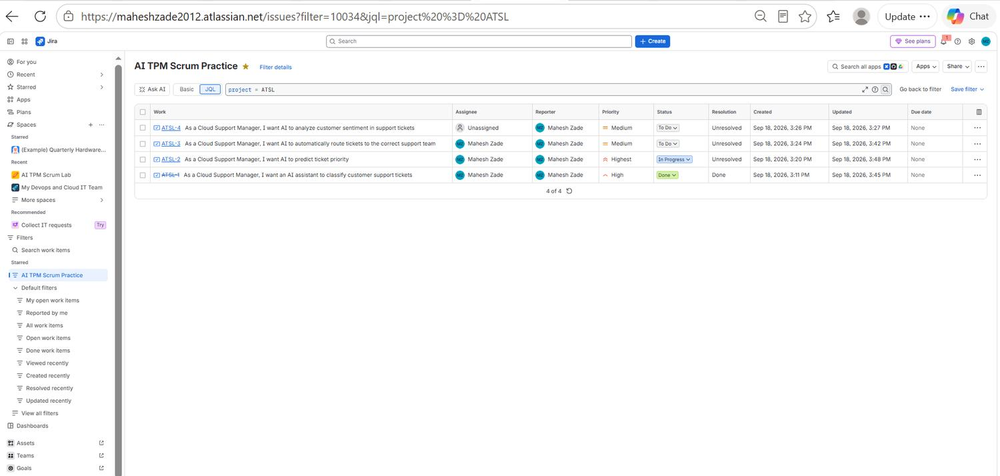 https://maheshzade2012.atlassian.net/issues?filter=10034&jql=project%20%3D%20ATSL
Update
Chat
Jira
Search
Create
See plans
1
MZ
For you
Recent
Starred
Apps
Plans
Spaces
Starred
(Example) Quarterly Hardware...
Recent
AI TPM Scrum Lab
My Devops and Cloud IT Team
More spaces
Recommended
Collect IT requests Try
Filters
Search work items
Starred
AI TPM Scrum Practice
Default filters
My open work items
Reported by me
All work items
Open work items
Done work items
Viewed recently
Created recently
Resolved recently
Updated recently
View all filters
Dashboards
Assets
Teams
Goals
AI TPM Scrum Practice Filter details
Search all apps Apps Share
Ask AI Basic JQL project = ATSL Go back to filter Save filter
Work Assignee Reporter Priority Status Resolution Created Updated Due date
ATSL-4 As a Cloud Support Manager, I want AI to analyze customer sentiment in support tickets Unassigned MZ Mahesh Zade Medium To Do Unresolved Sep 18, 2026, 3:26 PM Sep 18, 2026, 3:27 PM None
ATSL-3 As a Cloud Support Manager, I want AI to automatically route tickets to the correct support team MZ Mahesh Zade MZ Mahesh Zade Medium To Do Unresolved Sep 18, 2026, 3:24 PM Sep 18, 2026, 3:42 PM None
ATSL-2 As a Cloud Support Manager, I want AI to predict ticket priority MZ Mahesh Zade MZ Mahesh Zade Highest In Progress Unresolved Sep 18, 2026, 3:20 PM Sep 18, 2026, 3:48 PM None
ATSL-1 As a Cloud Support Manager, I want an AI assistant to classify customer support tickets MZ Mahesh Zade MZ Mahesh Zade High Done Done Sep 18, 2026, 3:11 PM Sep 18, 2026, 3:45 PM None
4 of 4